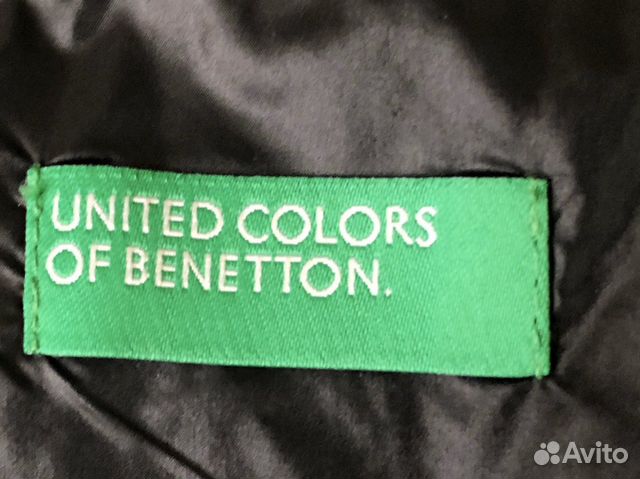 UNITED COLORS
OF BENETTON.
Avito